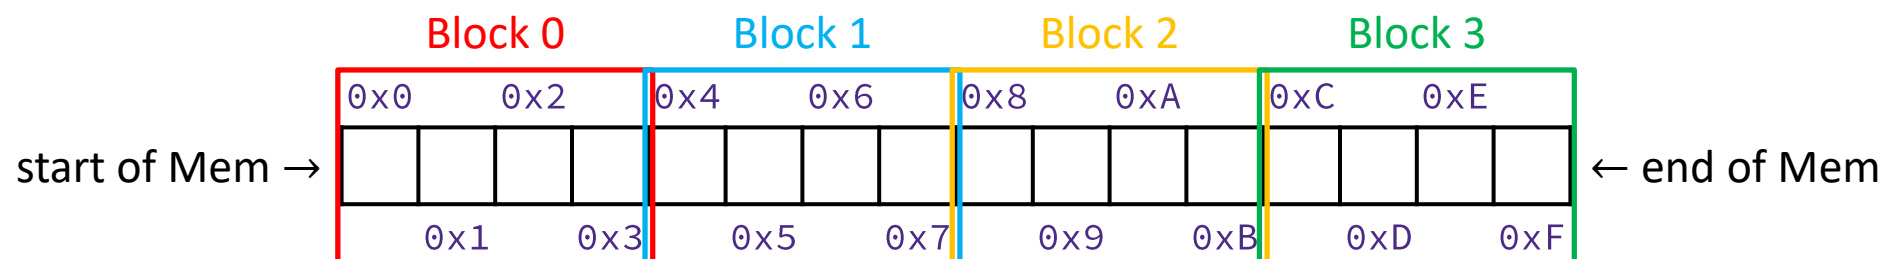 Block 0 Block 1 Block 2 Block 3
0x0 0x2 0x4 0x6 0x8 0xA 0xC 0xE
start of Mem → ← end of Mem
0x1 0x3 0x5 0x7 0x9 0xB 0xD 0xF